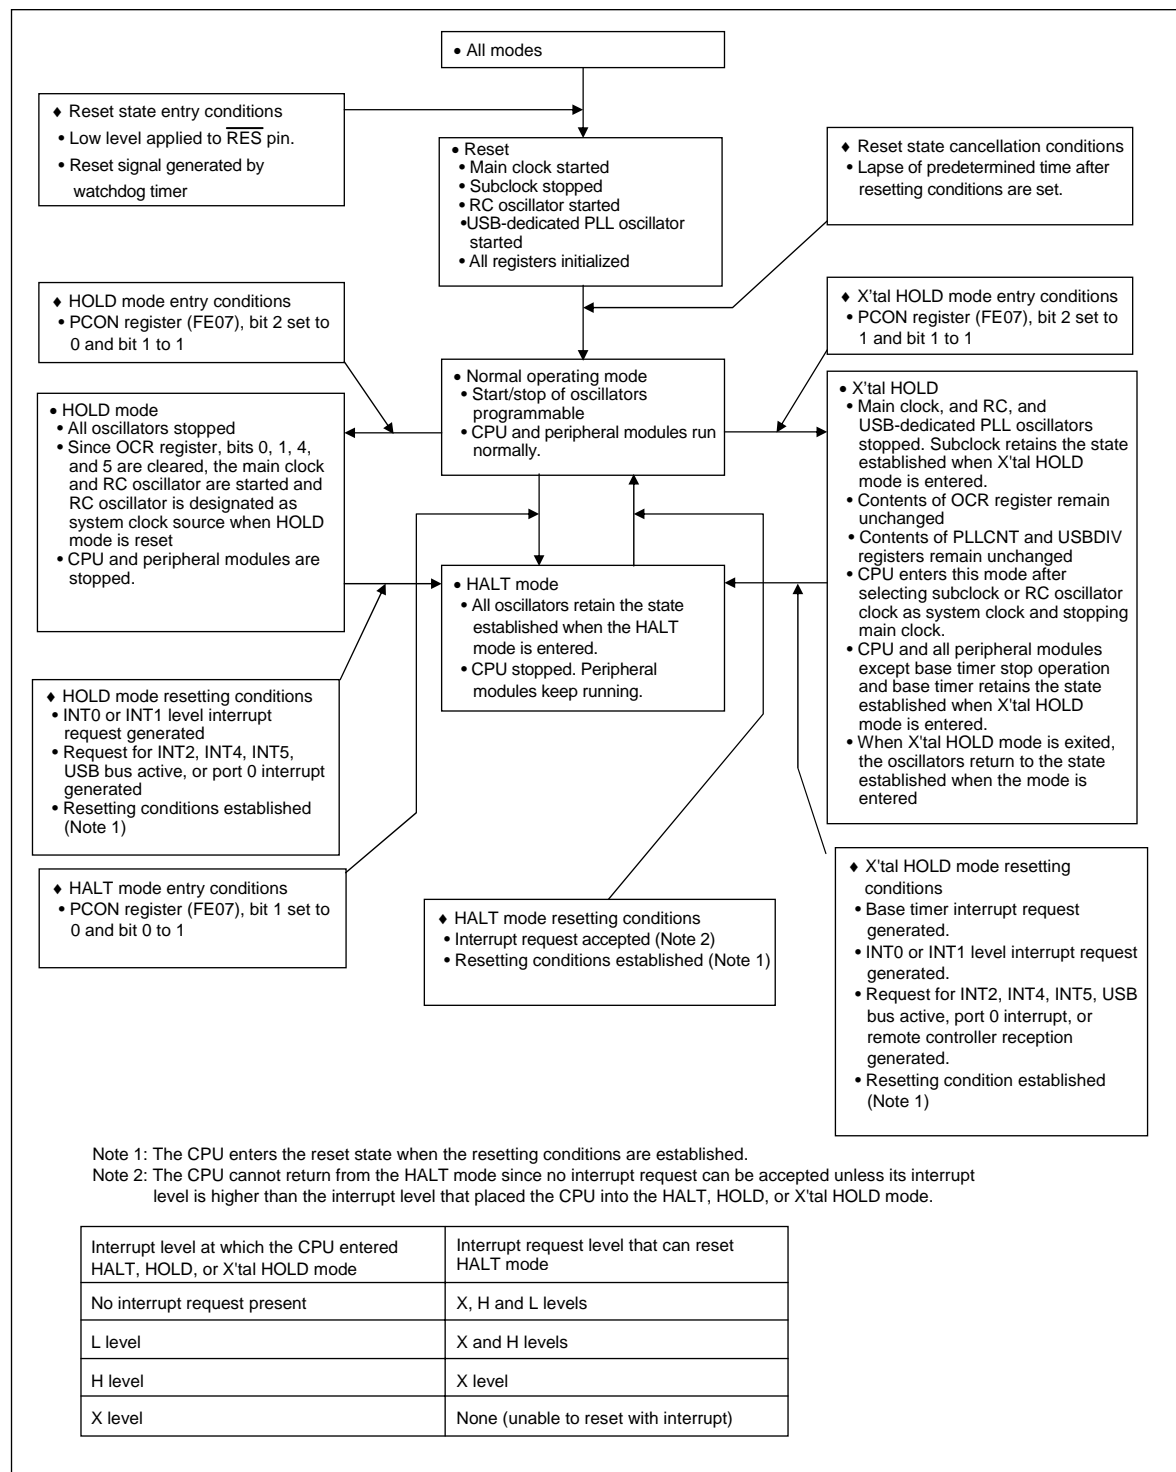 • All modes
♦ Reset state entry conditions
• Low level applied to R̅E̅S̅ pin.
• Reset signal generated by
watchdog timer
• Reset
• Main clock started
• Subclock stopped
• RC oscillator started
•USB-dedicated PLL oscillator
started
• All registers initialized
♦ Reset state cancellation conditions
• Lapse of predetermined time after
resetting conditions are set.
♦ HOLD mode entry conditions
• PCON register (FE07), bit 2 set to
0 and bit 1 to 1
♦ X'tal HOLD mode entry conditions
• PCON register (FE07), bit 2 set to
1 and bit 1 to 1
• HOLD mode
• All oscillators stopped
• Since OCR register, bits 0, 1, 4,
and 5 are cleared, the main clock
and RC oscillator are started and
RC oscillator is designated as
system clock source when HOLD
mode is reset
• CPU and peripheral modules are
stopped.
• Normal operating mode
• Start/stop of oscillators
programmable
• CPU and peripheral modules run
normally.
• X'tal HOLD
• Main clock, and RC, and
USB-dedicated PLL oscillators
stopped. Subclock retains the state
established when X'tal HOLD
mode is entered.
• Contents of OCR register remain
unchanged
• Contents of PLLCNT and USBDIV
registers remain unchanged
• CPU enters this mode after
selecting subclock or RC oscillator
clock as system clock and stopping
main clock.
• CPU and all peripheral modules
except base timer stop operation
and base timer retains the state
established when X'tal HOLD
mode is entered.
• When X'tal HOLD mode is exited,
the oscillators return to the state
established when the mode is
entered
• HALT mode
• All oscillators retain the state
established when the HALT
mode is entered.
• CPU stopped. Peripheral
modules keep running.
♦ HOLD mode resetting conditions
• INT0 or INT1 level interrupt
request generated
• Request for INT2, INT4, INT5,
USB bus active, or port 0 interrupt
generated
• Resetting conditions established
(Note 1)
♦ HALT mode entry conditions
• PCON register (FE07), bit 1 set to
0 and bit 0 to 1
♦ HALT mode resetting conditions
• Interrupt request accepted (Note 2)
• Resetting conditions established (Note 1)
♦ X'tal HOLD mode resetting
conditions
• Base timer interrupt request
generated.
• INT0 or INT1 level interrupt request
generated.
• Request for INT2, INT4, INT5, USB
bus active, port 0 interrupt, or
remote controller reception
generated.
• Resetting condition established
(Note 1)
Note 1: The CPU enters the reset state when the resetting conditions are established.
Note 2: The CPU cannot return from the HALT mode since no interrupt request can be accepted unless its interrupt
level is higher than the interrupt level that placed the CPU into the HALT, HOLD, or X'tal HOLD mode.
Interrupt level at which the CPU entered
HALT, HOLD, or X'tal HOLD mode
Interrupt request level that can reset
HALT mode
No interrupt request present
X, H and L levels
L level
X and H levels
H level
X level
X level
None (unable to reset with interrupt)